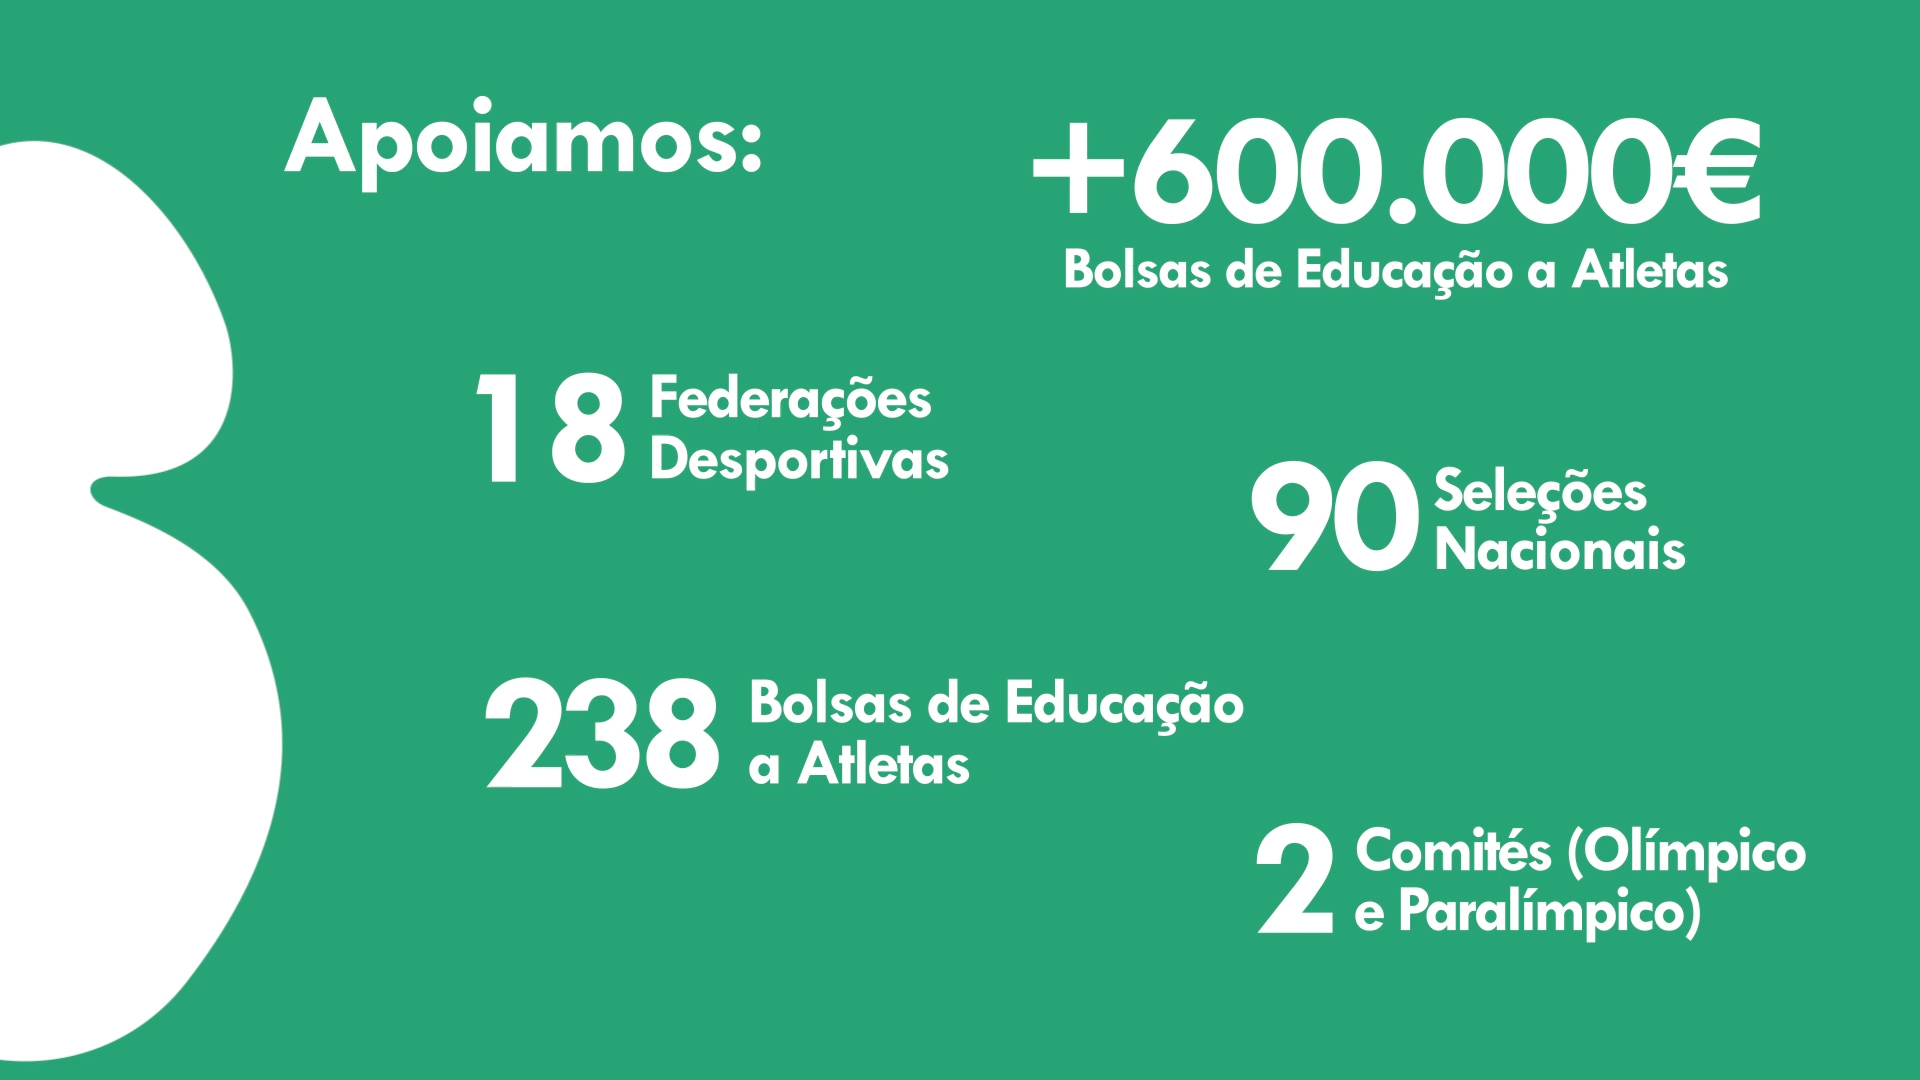 Apoiamos:
+600.000€
Bolsas de Educação a Atletas
18 Federações
Desportivas
90 Seleções
Nacionais
238 Bolsas de Educação
a Atletas
2 Comités (Olímpico
e Paralímpico)